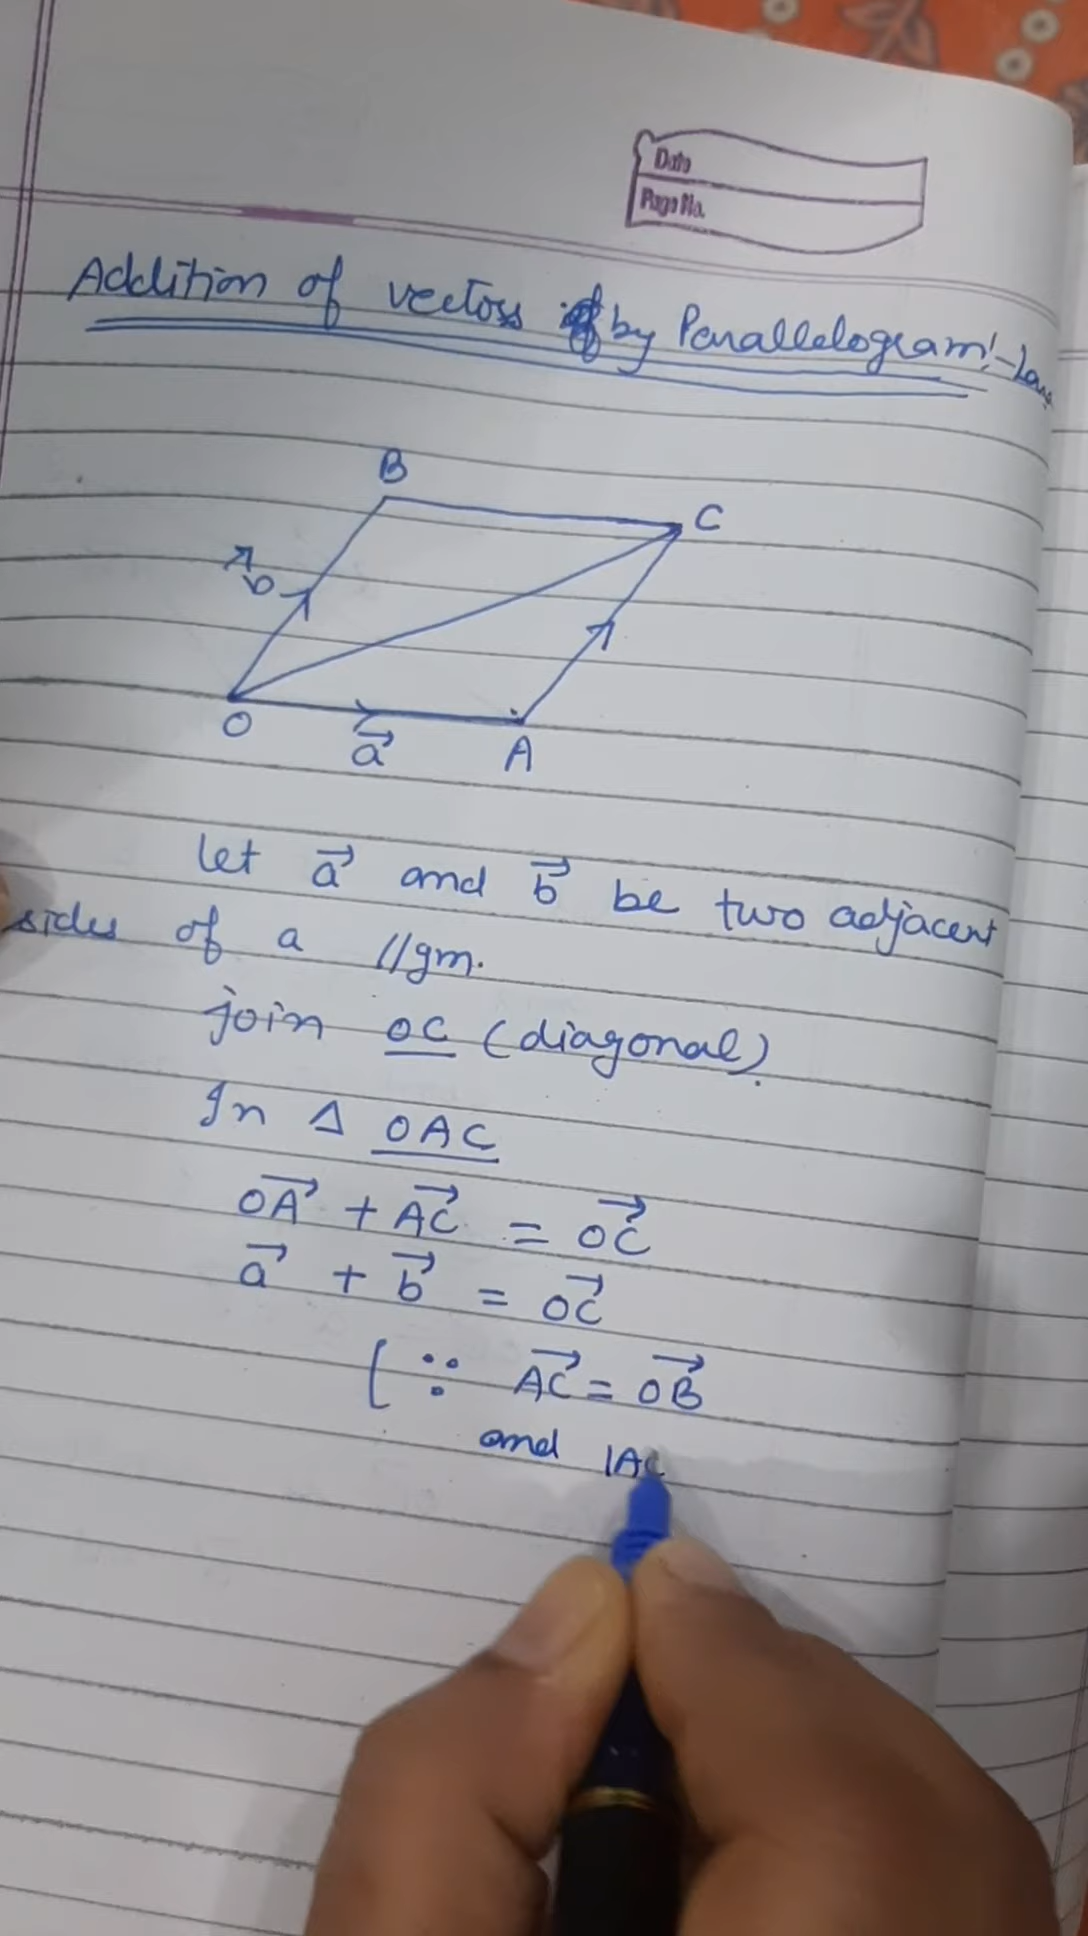 Date
Page No.
Addition of vectors by Parallelogram:- Law
B
C
b⃗
O
a⃗
A
let a⃗ and b⃗ be two adjacent
sides of a //gm.
join OC (diagonal).
In Δ OAC
OA⃗ + AC⃗ = OC⃗
a⃗ + b⃗ = OC⃗
[ ∵ AC⃗ = OB⃗
and |AC